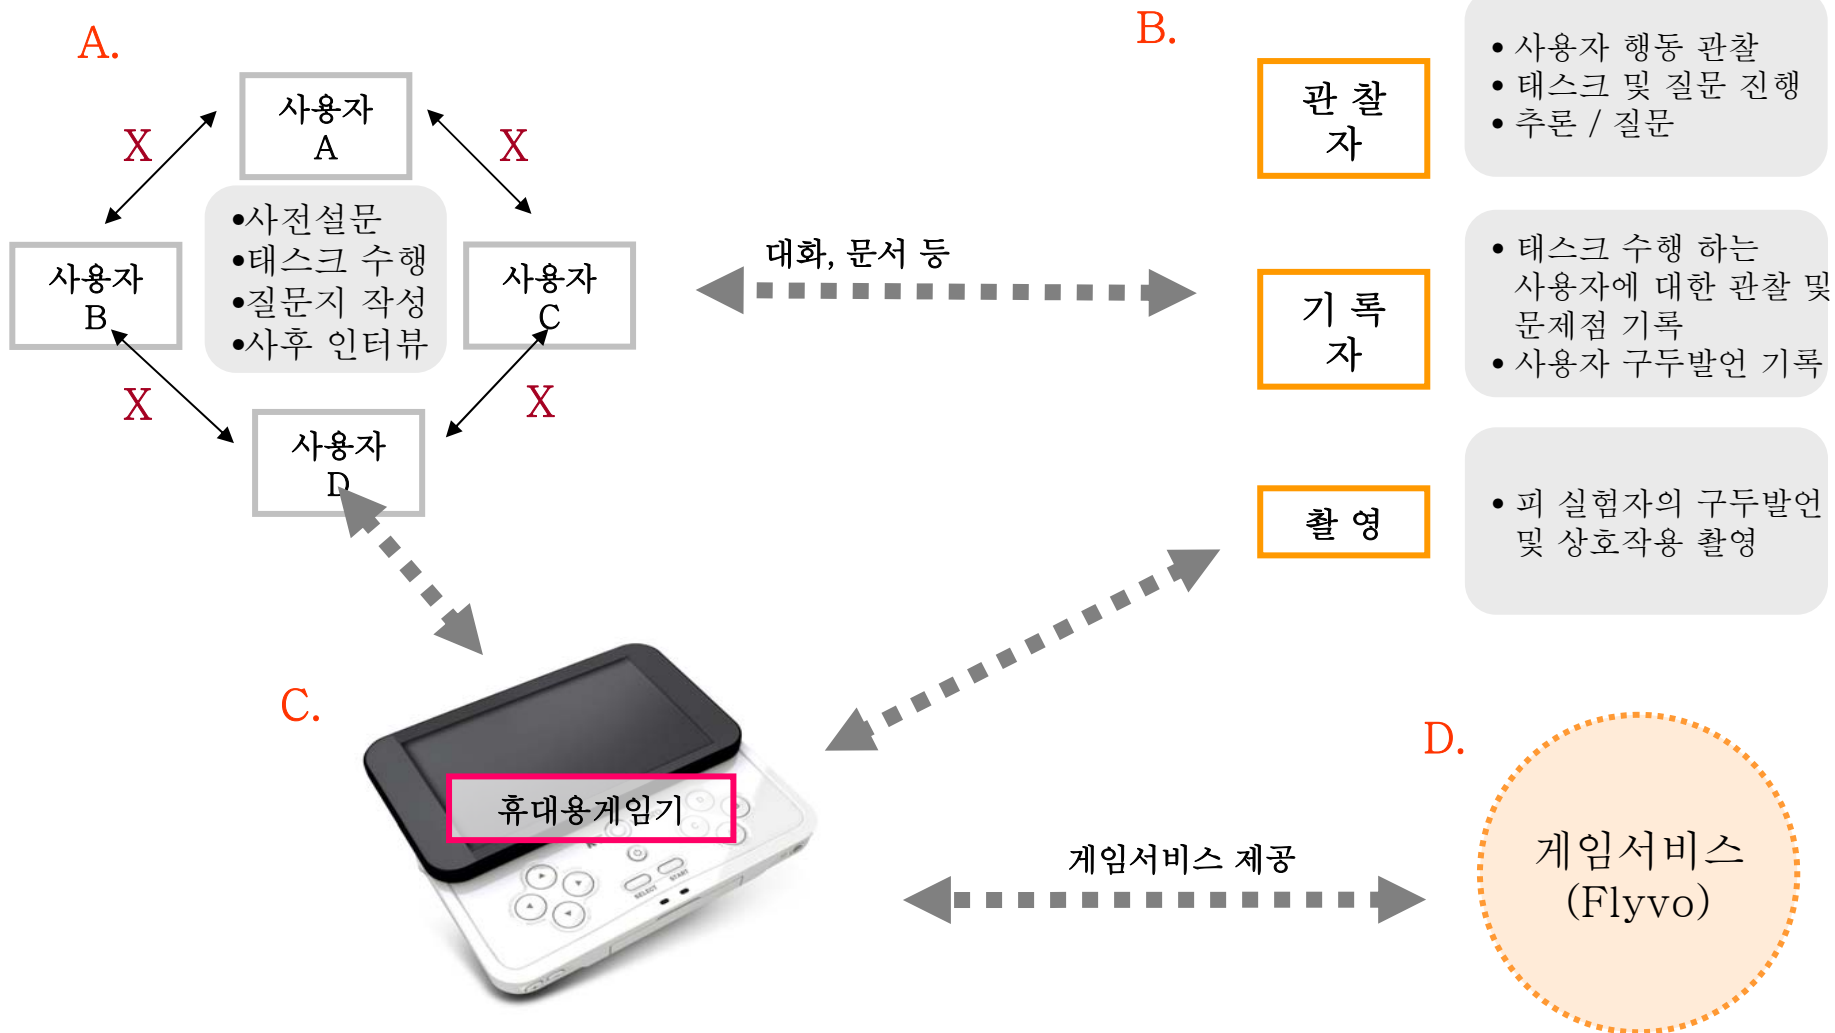 A.
사용자
A
X
X
사용자
B
•사전설문
•태스크 수행
•질문지 작성
•사후 인터뷰
사용자
C
X
X
사용자
D
대화, 문서 등
B.
관 찰
자
• 사용자 행동 관찰
• 태스크 및 질문 진행
• 추론 / 질문
기 록
자
• 태스크 수행 하는
사용자에 대한 관찰 및
문제점 기록
• 사용자 구두발언 기록
촬 영
• 피 실험자의 구두발언
및 상호작용 촬영
C.
휴대용게임기
SELECT
START
게임서비스 제공
D.
게임서비스
(Flyvo)